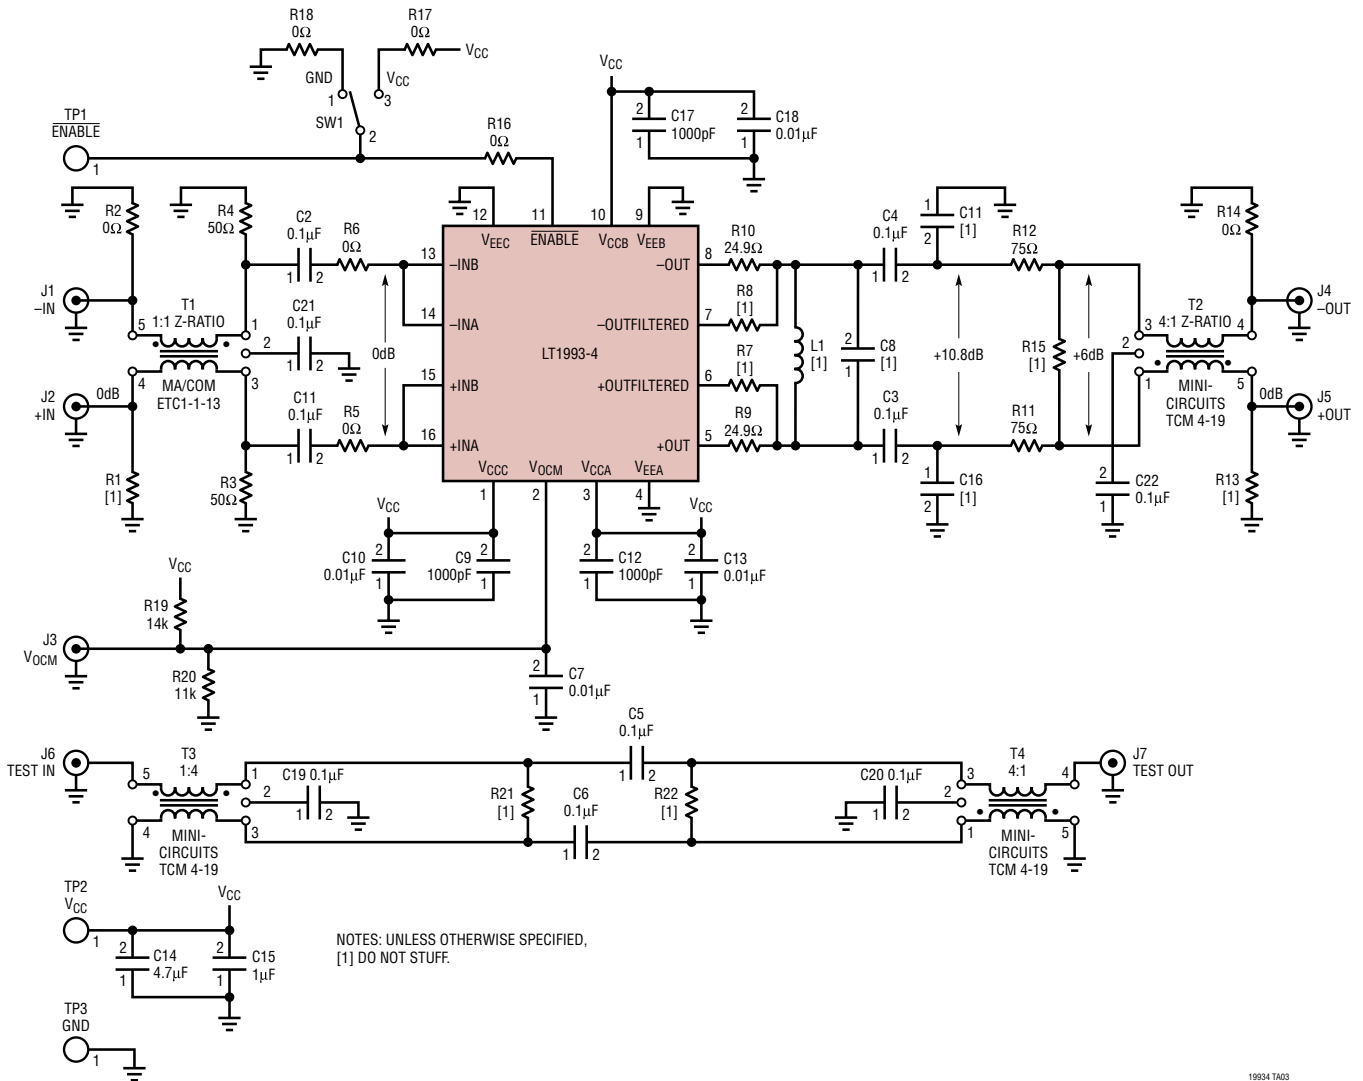 R18
0Ω
R17
0Ω
VCC
GND
VCC
1
3
SW1
2
TP1
ENABLE
1
R16
0Ω
VCC
2
C17
1000pF
1
2
C18
0.01µF
1
R2
0Ω
R4
50Ω
C2
0.1µF
1 2
R6
0Ω
12
11
10
9
VEEC
ENABLE
VCCB
VEEB
13
–INB
14
–INA
15
+INB
16
+INA
LT1993-4
8
–OUT
7
–OUTFILTERED
6
+OUTFILTERED
5
+OUT
VCCC
VOCM
VCCA
VEEA
1
2
3
4
J1
–IN
T1
1:1 Z-RATIO
5
1
2
4
3
MA/COM
ETC1-1-13
C21
0.1µF
1 2
0dB
J2
+IN
0dB
C11
0.1µF
1 2
R5
0Ω
R1
[1]
R3
50Ω
R10
24.9Ω
R8
[1]
R7
[1]
R9
24.9Ω
L1
[1]
2
C8
[1]
1
C4
0.1µF
1 2
C3
0.1µF
1 2
1
C11
[1]
2
R12
75Ω
+10.8dB
R11
75Ω
1
C16
[1]
2
R15
[1]
+6dB
R14
0Ω
J4
–OUT
T2
4:1 Z-RATIO
3
4
2
1
5
MINI-
CIRCUITS
TCM 4-19
0dB
J5
+OUT
2
C22
0.1µF
1
R13
[1]
VCC
2
C10
0.01µF
1
2
C9
1000pF
1
2
C12
1000pF
1
VCC
2
C13
0.01µF
1
VCC
R19
14k
J3
VOCM
R20
11k
2
C7
0.01µF
1
J6
TEST IN
T3
1:4
5
1
2
4
3
MINI-
CIRCUITS
TCM 4-19
C19 0.1µF
1 2
R21
[1]
C5
0.1µF
1 2
C6
0.1µF
1 2
R22
[1]
C20 0.1µF
1 2
T4
4:1
3
4
2
1
5
MINI-
CIRCUITS
TCM 4-19
J7
TEST OUT
TP2
VCC
1
VCC
2
C14
4.7µF
1
2
C15
1µF
1
NOTES: UNLESS OTHERWISE SPECIFIED,
[1] DO NOT STUFF.
TP3
GND
1
19934 TA03